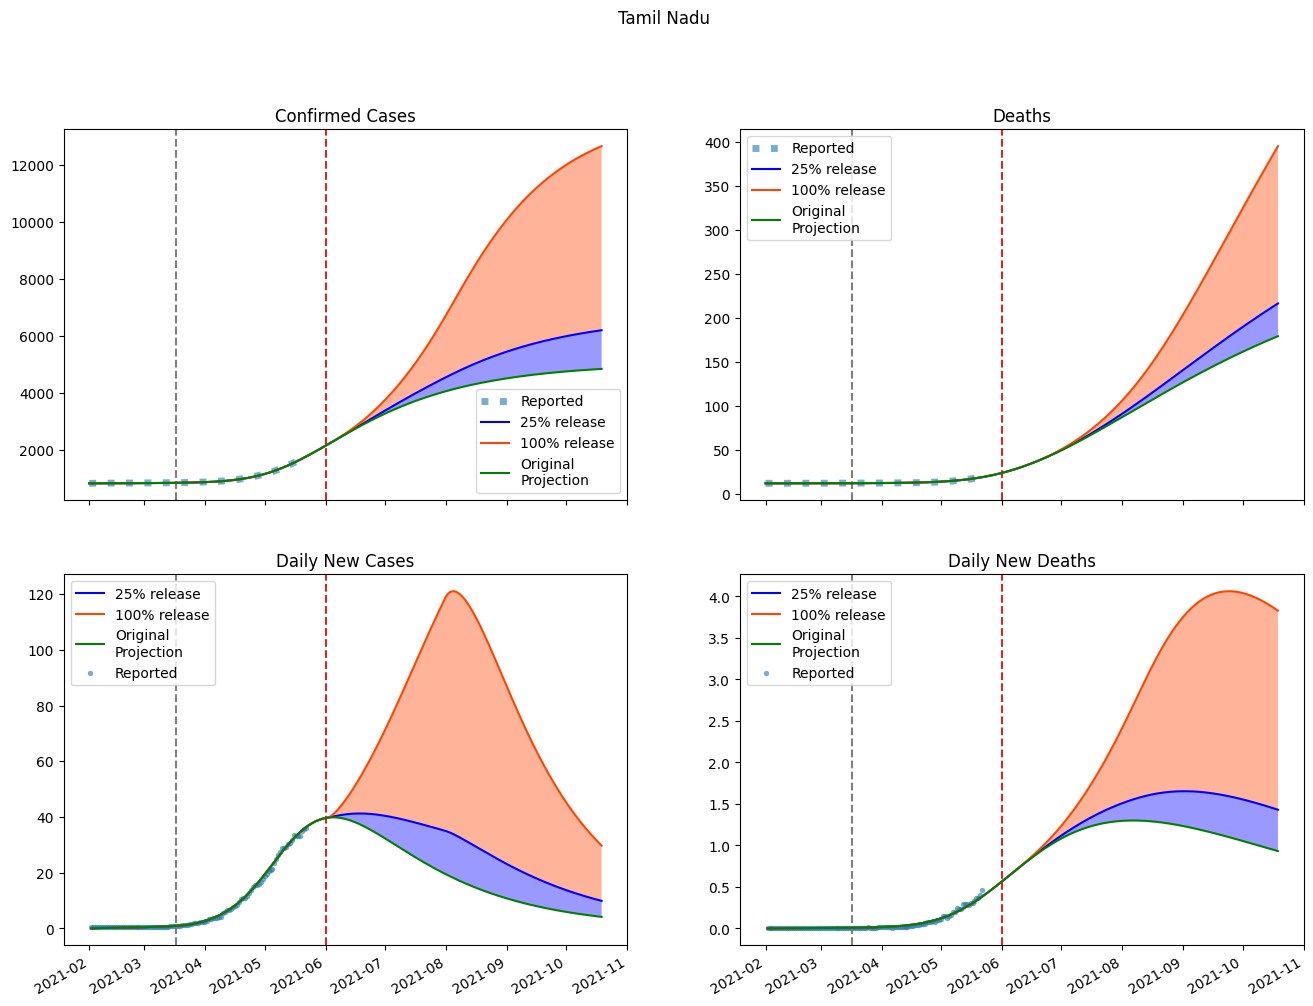 Tamil Nadu
Confirmed Cases
12000
10000
8000
6000
4000
2000
Reported
25% release
100% release
Original
Projection
Deaths
400
350
300
250
200
150
100
50
0
Reported
25% release
100% release
Original
Projection
Daily New Cases
120
100
80
60
40
20
0
25% release
100% release
Original
Projection
Reported
2021-02
2021-03
2021-04
2021-05
2021-06
2021-07
2021-08
2021-09
2021-10
2021-11
Daily New Deaths
4.0
3.5
3.0
2.5
2.0
1.5
1.0
0.5
0.0
25% release
100% release
Original
Projection
Reported
2021-02
2021-03
2021-04
2021-05
2021-06
2021-07
2021-08
2021-09
2021-10
2021-11